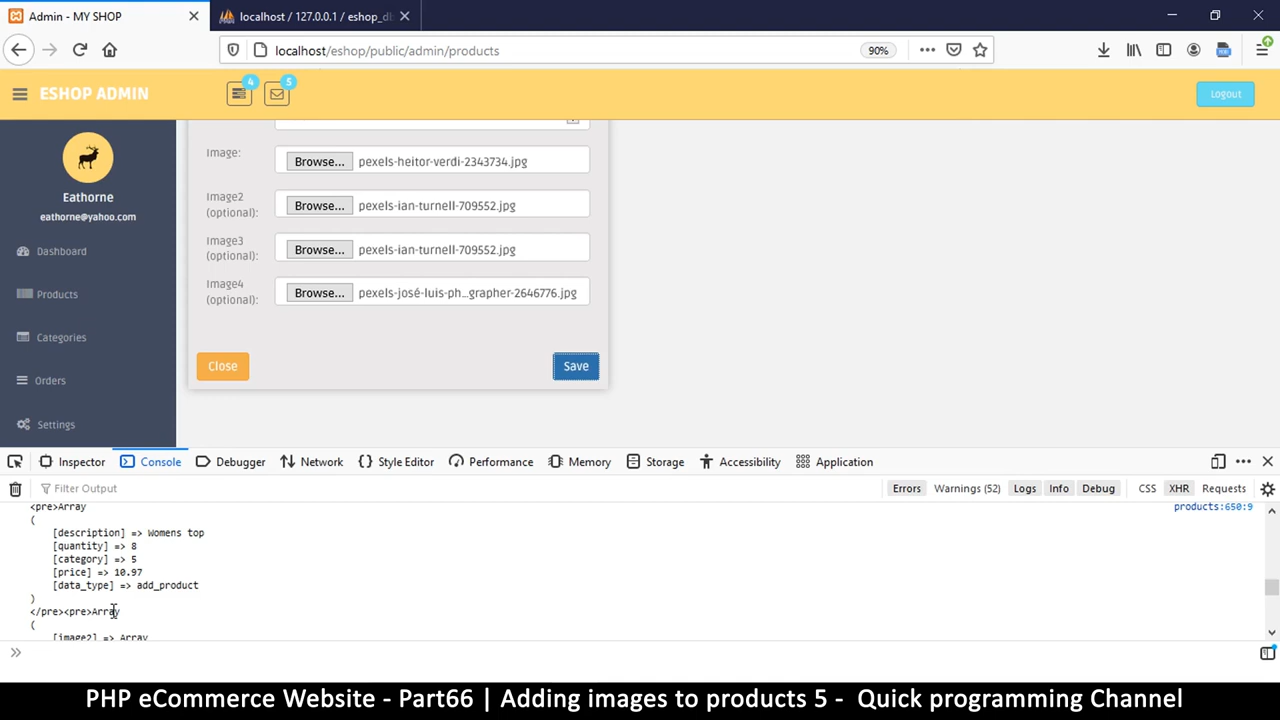 Admin - MY SHOP
localhost / 127.0.0.1 / eshop_d
localhost/eshop/public/admin/products
90%
ESHOP ADMIN
4
5
Logout
Eathorne
eathorne@yahoo.com
Dashboard
Products
Categories
Orders
Settings
Image:
Browse... pexels-heitor-verdi-2343734.jpg
Image2
(optional):
Browse... pexels-ian-turnell-709552.jpg
Image3
(optional):
Browse... pexels-ian-turnell-709552.jpg
Image4
(optional):
Browse... pexels-josé-luis-ph...grapher-2646776.jpg
Close
Save
Inspector Console Debugger Network Style Editor Performance Memory Storage Accessibility Application
Filter Output
Errors Warnings (52) Logs Info Debug CSS XHR Requests
<pre>Array
products:650:9
(
[description] => Womens top
[quantity] => 8
[category] => 5
[price] => 10.97
[data_type] => add_product
)
</pre><pre>Array
(
[image2] => Array
PHP eCommerce Website - Part66 | Adding images to products 5 - Quick programming Channel